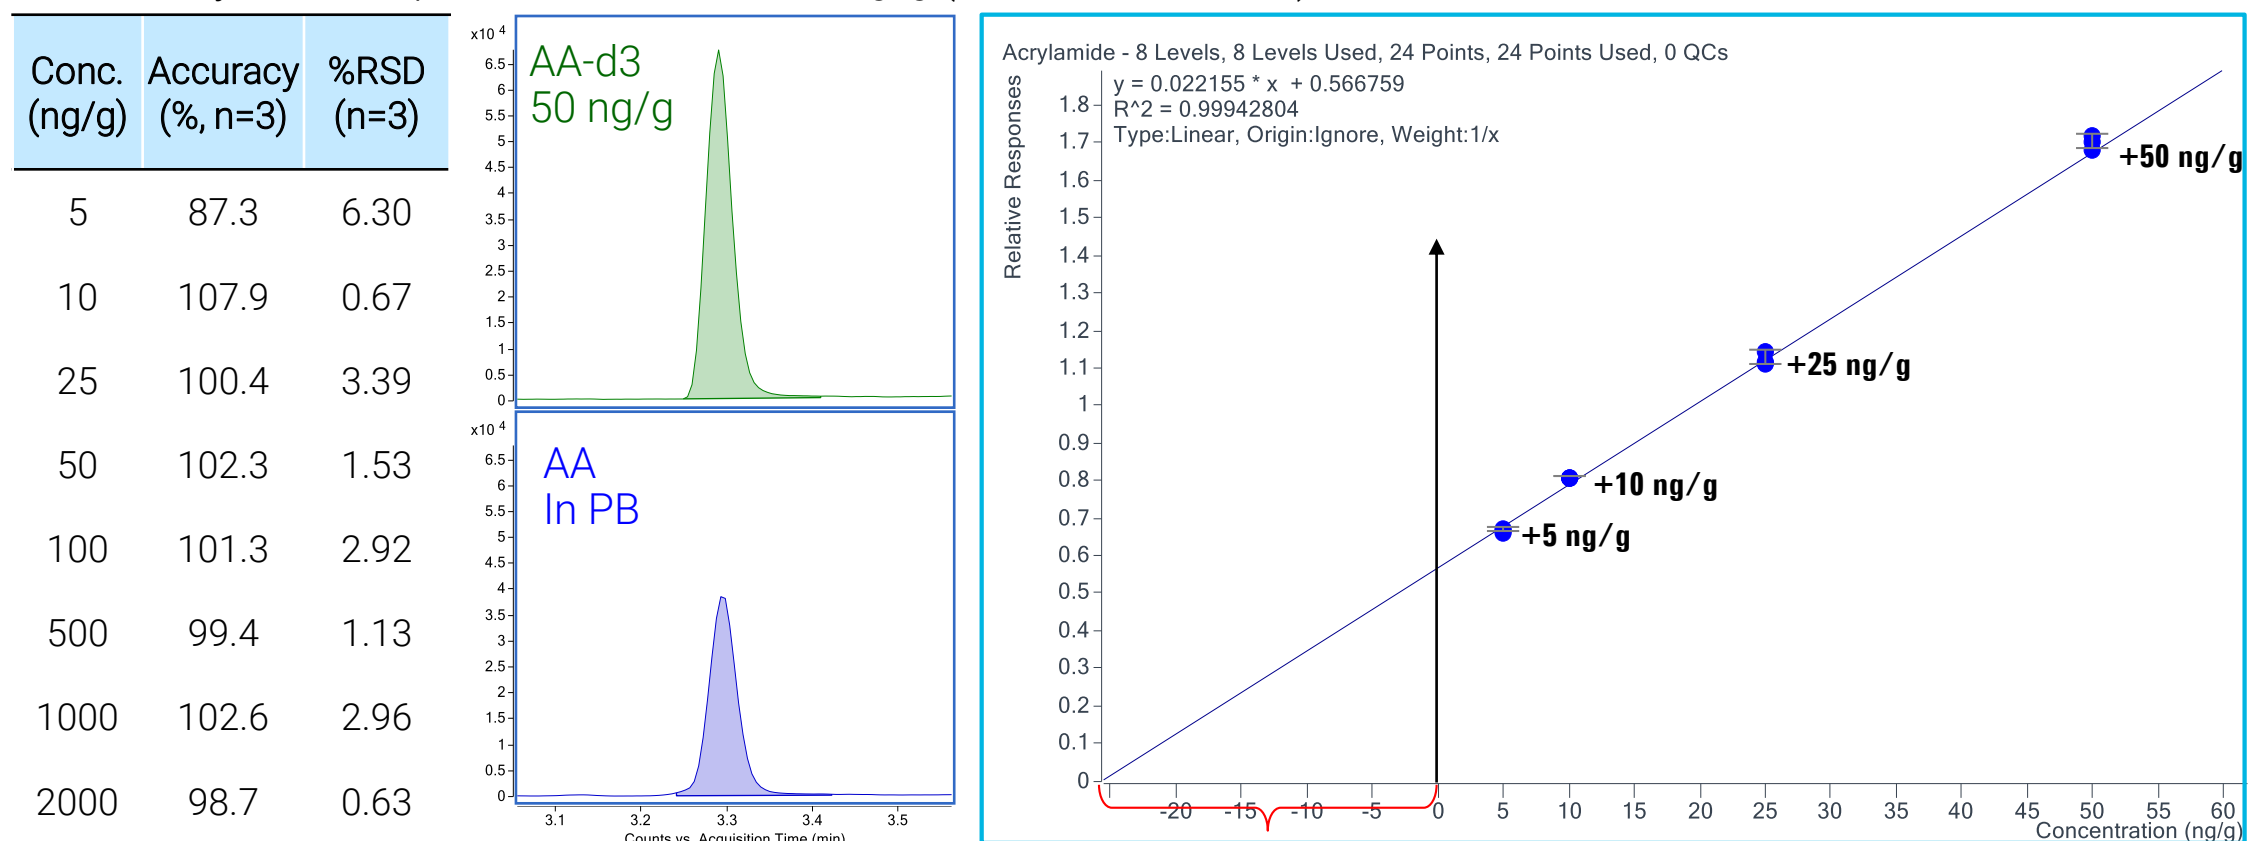 Conc. Accuracy %RSD
(ng/g) (%, n=3) (n=3)
5 87.3 6.30
10 107.9 0.67
25 100.4 3.39
50 102.3 1.53
100 101.3 2.92
500 99.4 1.13
1000 102.6 2.96
2000 98.7 0.63
x10 4
AA-d3
50 ng/g
6.5
6
5.5
5
4.5
4
3.5
3
2.5
2
1.5
1
0.5
0
x10 4
AA
In PB
6.5
6
5.5
5
4.5
4
3.5
3
2.5
2
1.5
1
0.5
0
3.1 3.2 3.3 3.4 3.5
Counts vs. Acquisition Time (min)
Acrylamide - 8 Levels, 8 Levels Used, 24 Points, 24 Points Used, 0 QCs
y = 0.022155 * x + 0.566759
R^2 = 0.99942804
Type:Linear, Origin:Ignore, Weight:1/x
Relative Responses
1.8
1.7
1.6
1.5
1.4
1.3
1.2
1.1
1
0.9
0.8
0.7
0.6
0.5
0.4
0.3
0.2
0.1
0
+50 ng/g
+25 ng/g
+10 ng/g
+5 ng/g
-20 -15 -10 -5 0 5 10 15 20 25 30 35 40 45 50 55 60
Concentration (ng/g)